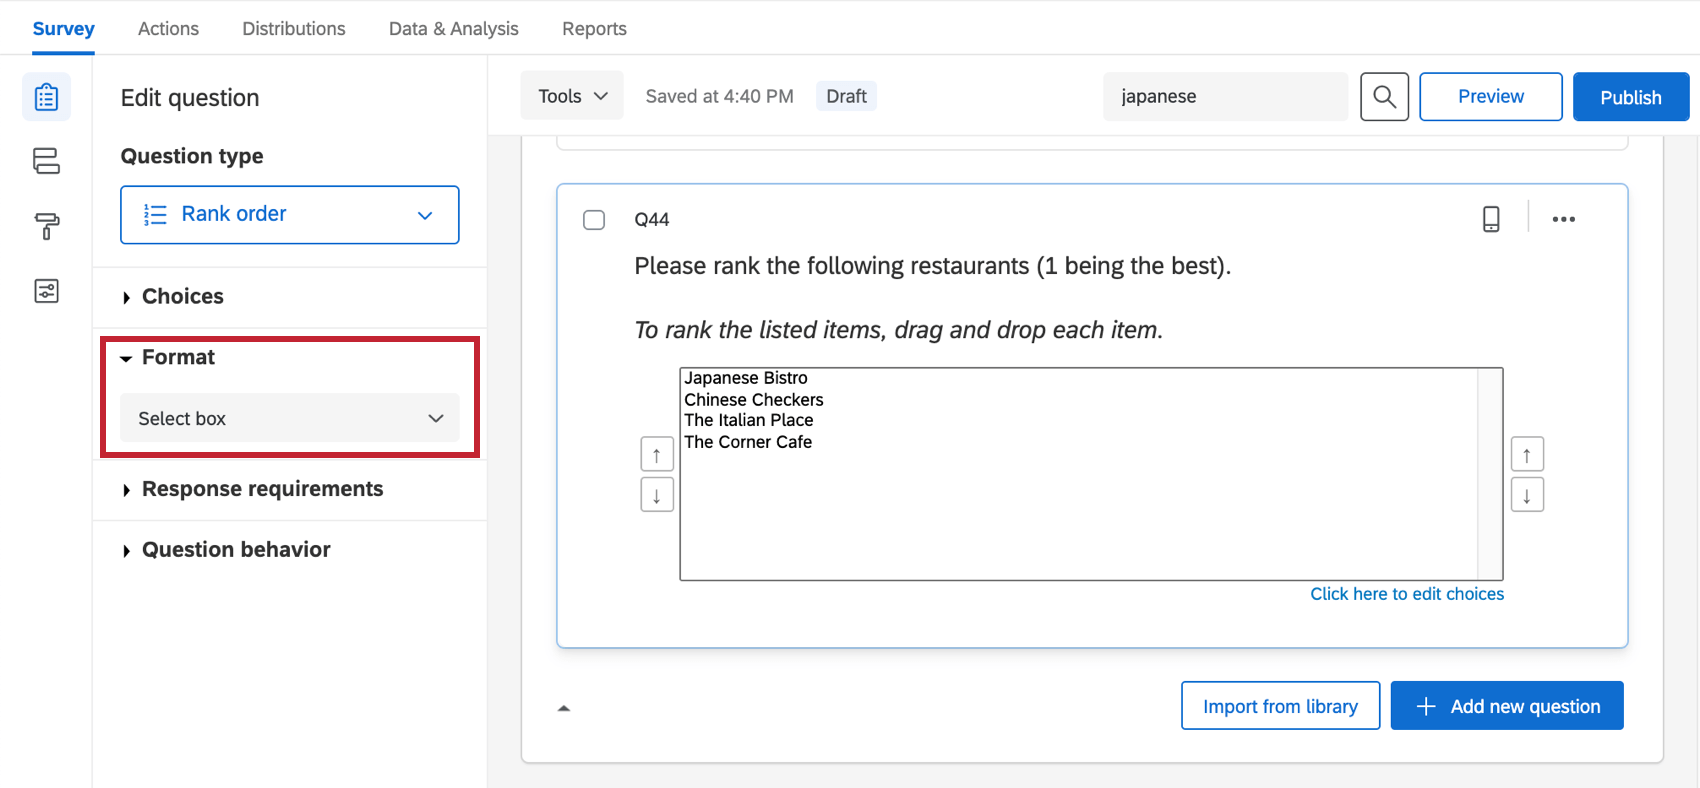 Survey
Actions
Distributions
Data & Analysis
Reports
Edit question
Tools
Saved at 4:40 PM
Draft
japanese
Preview
Publish
Question type
Rank order
Choices
Format
Select box
Response requirements
Question behavior
Q44
Please rank the following restaurants (1 being the best).
To rank the listed items, drag and drop each item.
Japanese Bistro
Chinese Checkers
The Italian Place
The Corner Cafe
Click here to edit choices
Import from library
Add new question